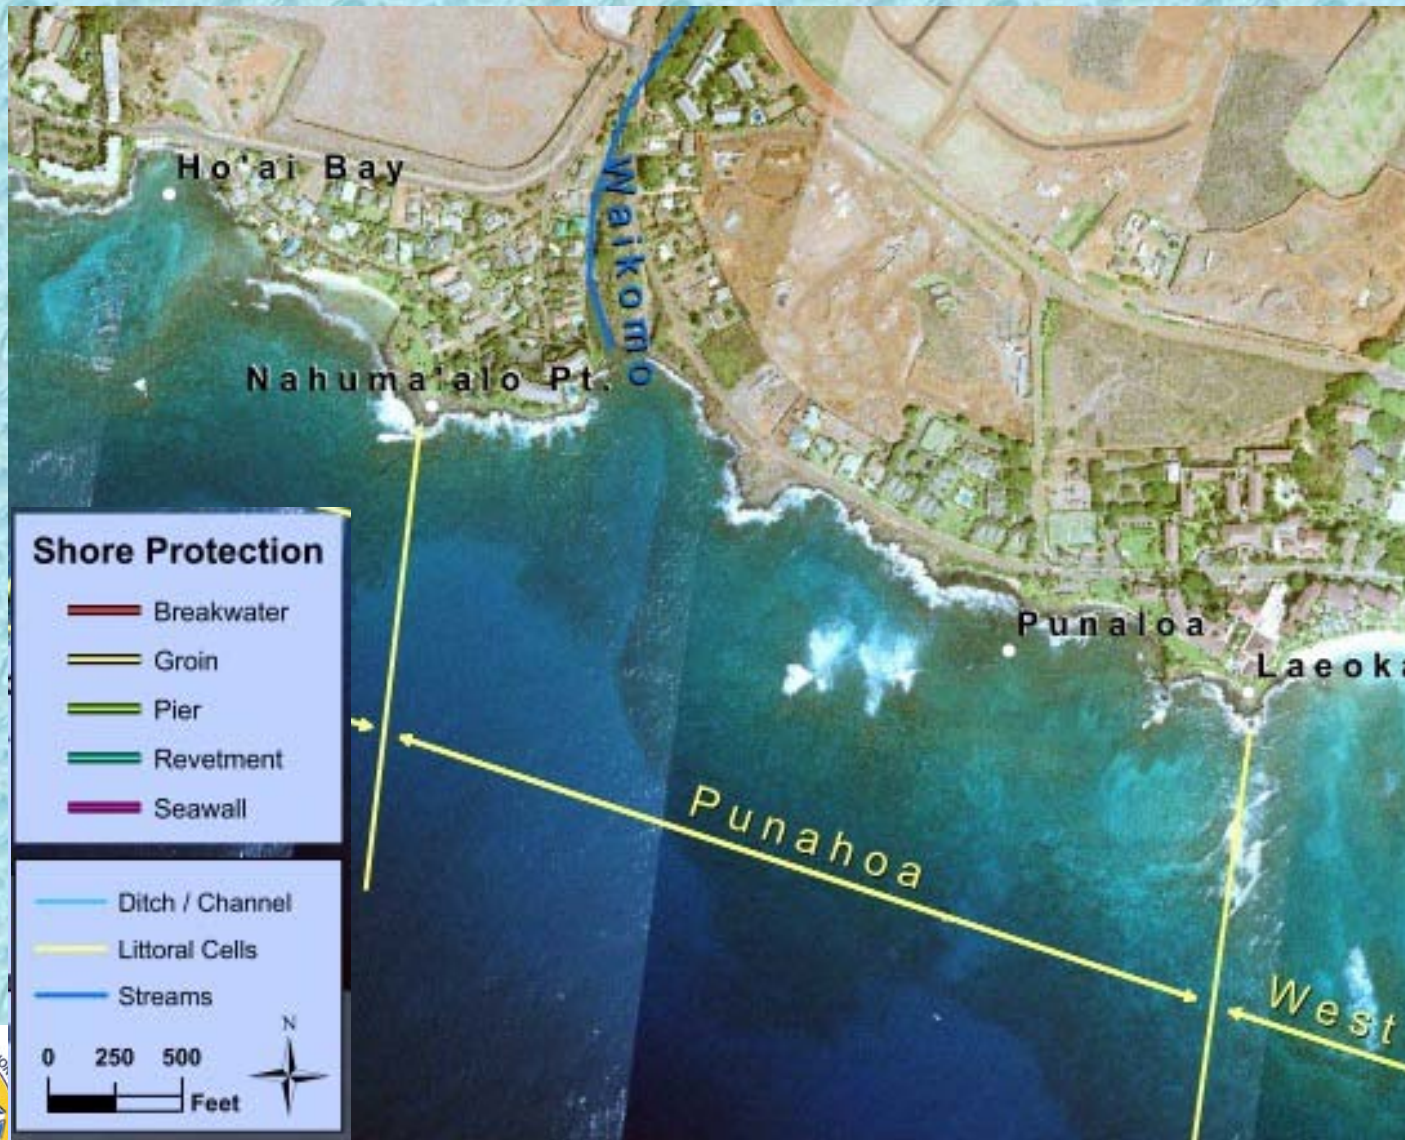 Ho'ai Bay
Waikomo
Nahuma'alo Pt.
Punaloa
Laeoka
Punahoa
West
Shore Protection
Breakwater
Groin
Pier
Revetment
Seawall
Ditch / Channel
Littoral Cells
Streams
N
0 250 500
Feet